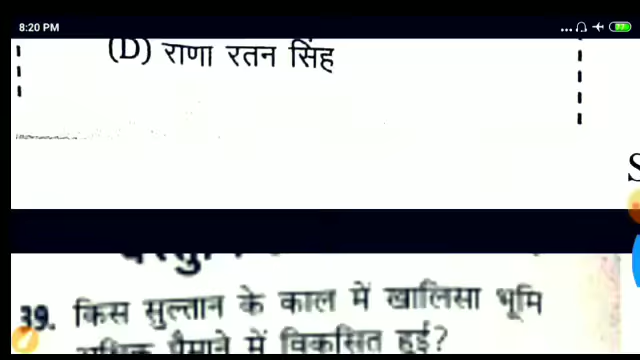 8:20 PM
(D) राणा रतन सिंह
39. किस सुल्तान के काल में खालिसा भूमि
पैमाने में विकसित हुई?